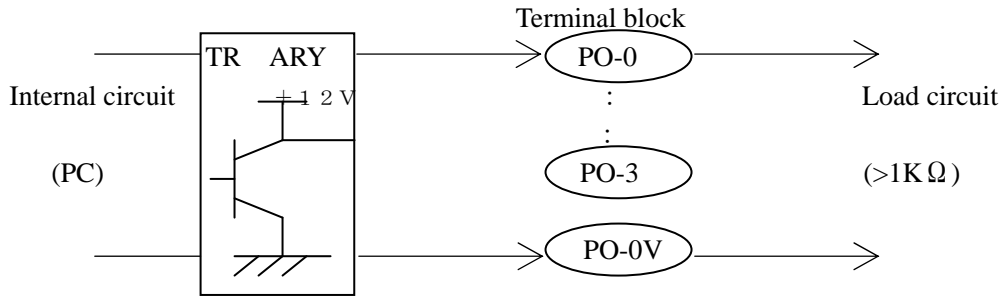 Terminal block
TR ARY
PO-0
Internal circuit
+12V
:
Load circuit
:
(PC)
PO-3
(>1KΩ)
PO-0V